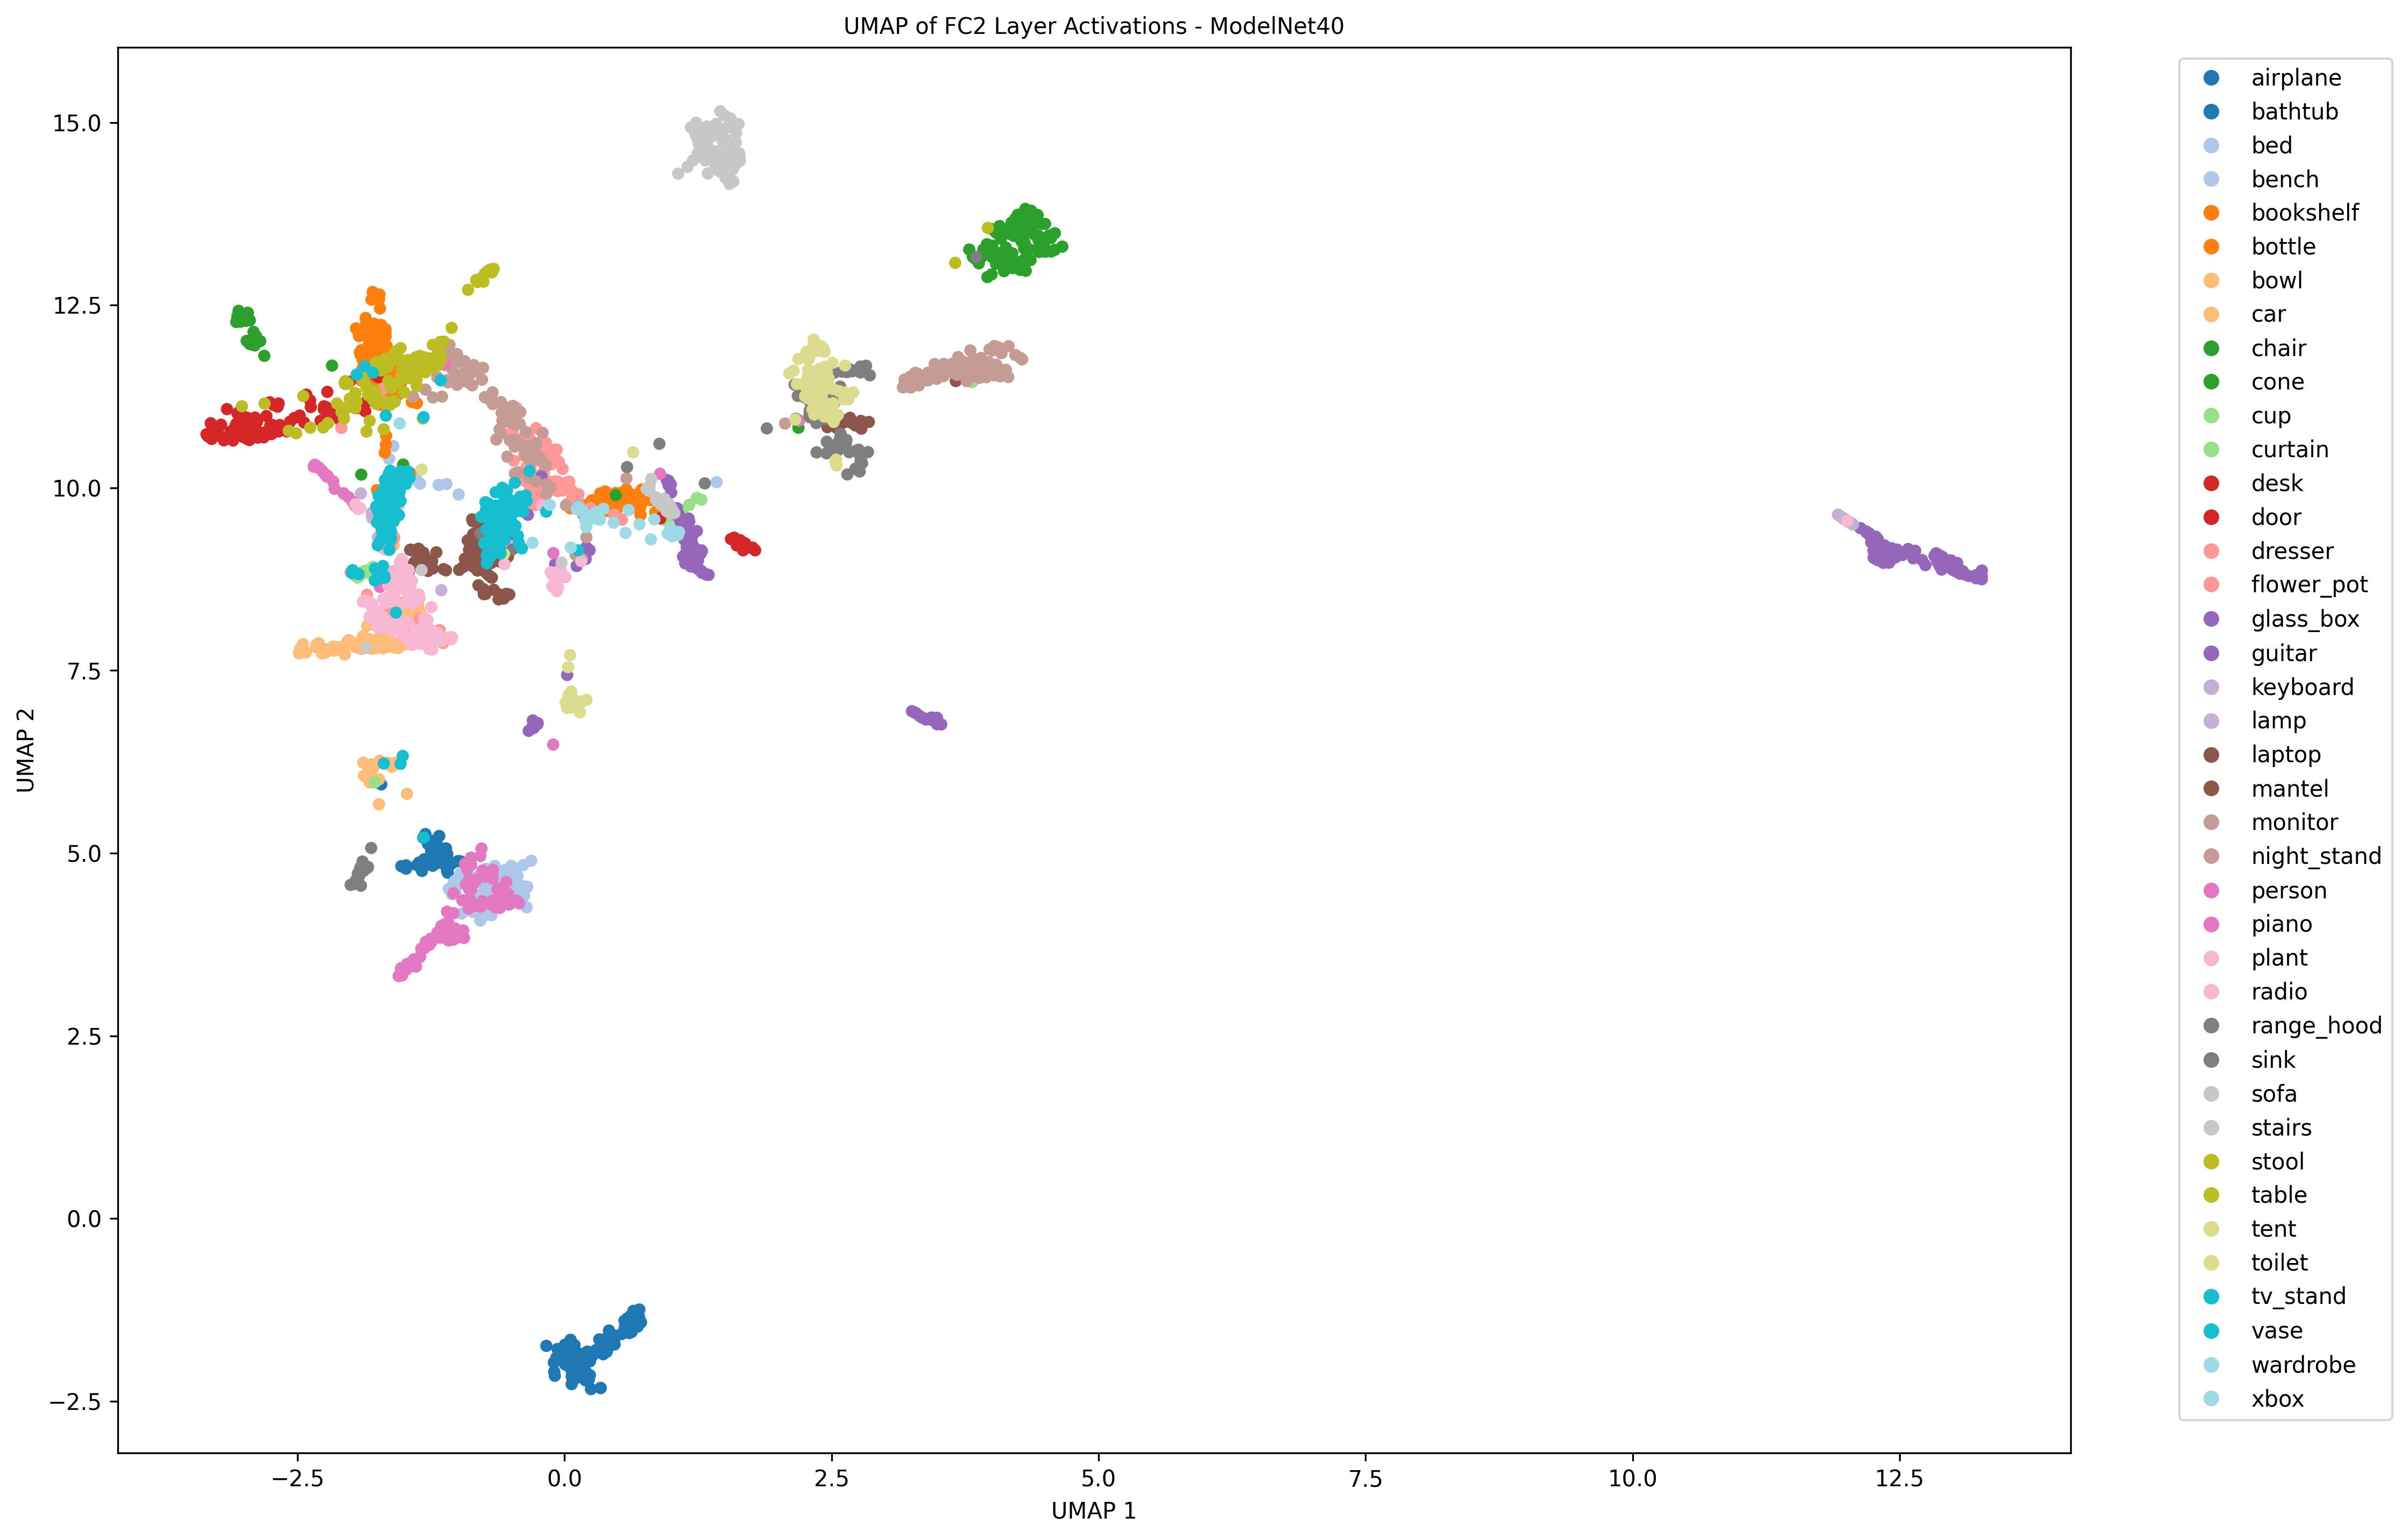 UMAP of FC2 Layer Activations - ModelNet40
UMAP 2
15.0
12.5
10.0
7.5
5.0
2.5
0.0
−2.5
−2.5
0.0
2.5
5.0
7.5
10.0
12.5
UMAP 1
airplane
bathtub
bed
bench
bookshelf
bottle
bowl
car
chair
cone
cup
curtain
desk
door
dresser
flower_pot
glass_box
guitar
keyboard
lamp
laptop
mantel
monitor
night_stand
person
piano
plant
radio
range_hood
sink
sofa
stairs
stool
table
tent
toilet
tv_stand
vase
wardrobe
xbox